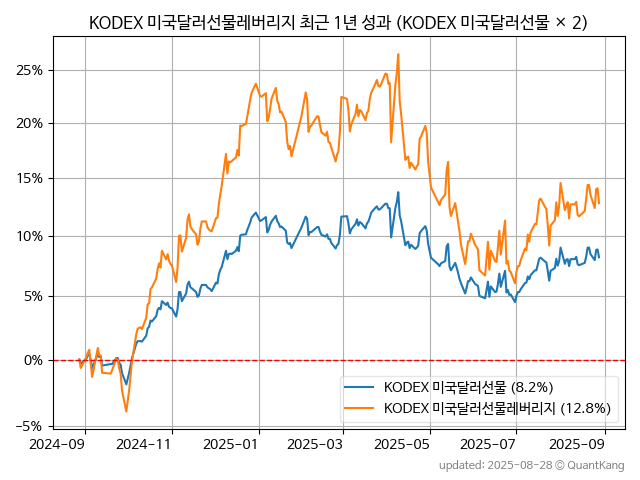 KODEX 미국달러선물레버리지 최근 1년 성과 (KODEX 미국달러선물 × 2)
25%
20%
15%
10%
5%
0%
−5%
KODEX 미국달러선물 (8.2%)
KODEX 미국달러선물레버리지 (12.8%)
2024-09 2024-11 2025-01 2025-03 2025-05 2025-07 2025-09
updated: 2025-08-28 © QuantKang